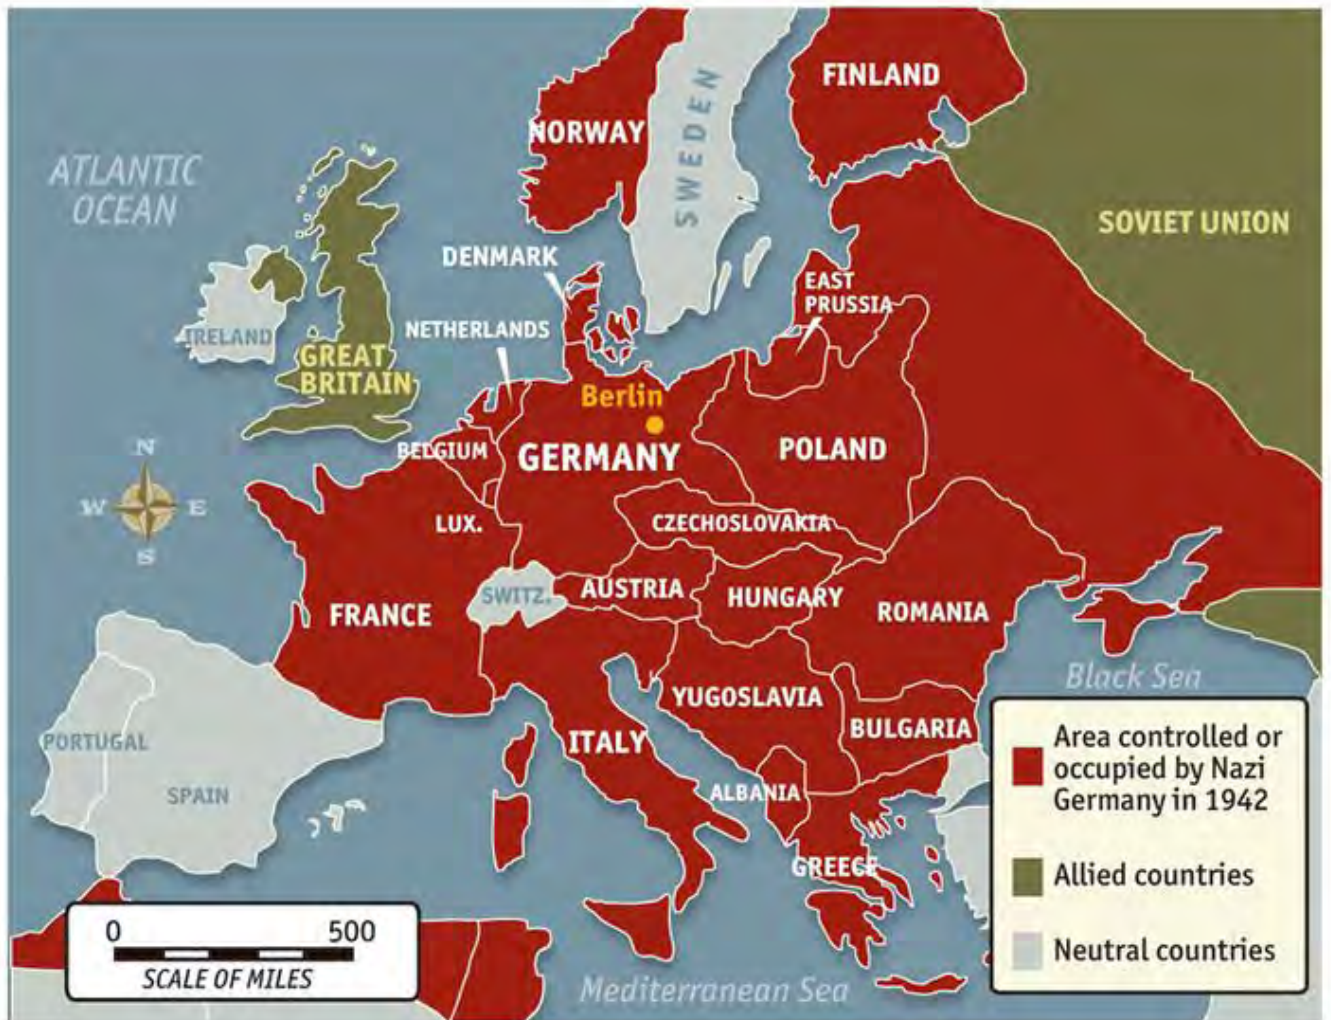 FINLAND
NORWAY
SWEDEN
ATLANTIC
OCEAN
SOVIET UNION
DENMARK
EAST
PRUSSIA
NETHERLANDS
IRELAND
GREAT
BRITAIN
Berlin
BELGIUM
GERMANY
POLAND
N
W
E
S
LUX.
CZECHOSLOVAKIA
SWITZ.
AUSTRIA
HUNGARY
FRANCE
ROMANIA
Black Sea
YUGOSLAVIA
BULGARIA
PORTUGAL
ITALY
SPAIN
ALBANIA
GREECE
Mediterranean Sea
0 500
SCALE OF MILES
Area controlled or
occupied by Nazi
Germany in 1942
Allied countries
Neutral countries